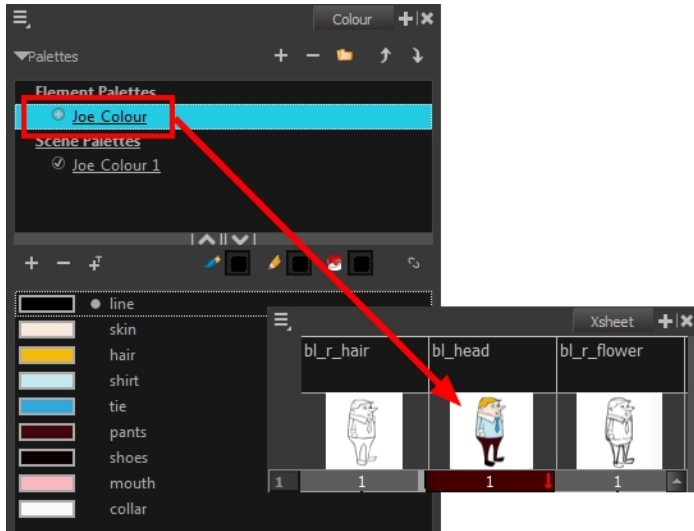 Colour
Palettes
Element Palettes
Joe Colour
Scene Palettes
Joe Colour 1
line
skin
hair
shirt
tie
pants
shoes
mouth
collar
Xsheet
bl_r_hair bl_head bl_r_flower
1 1 1 1